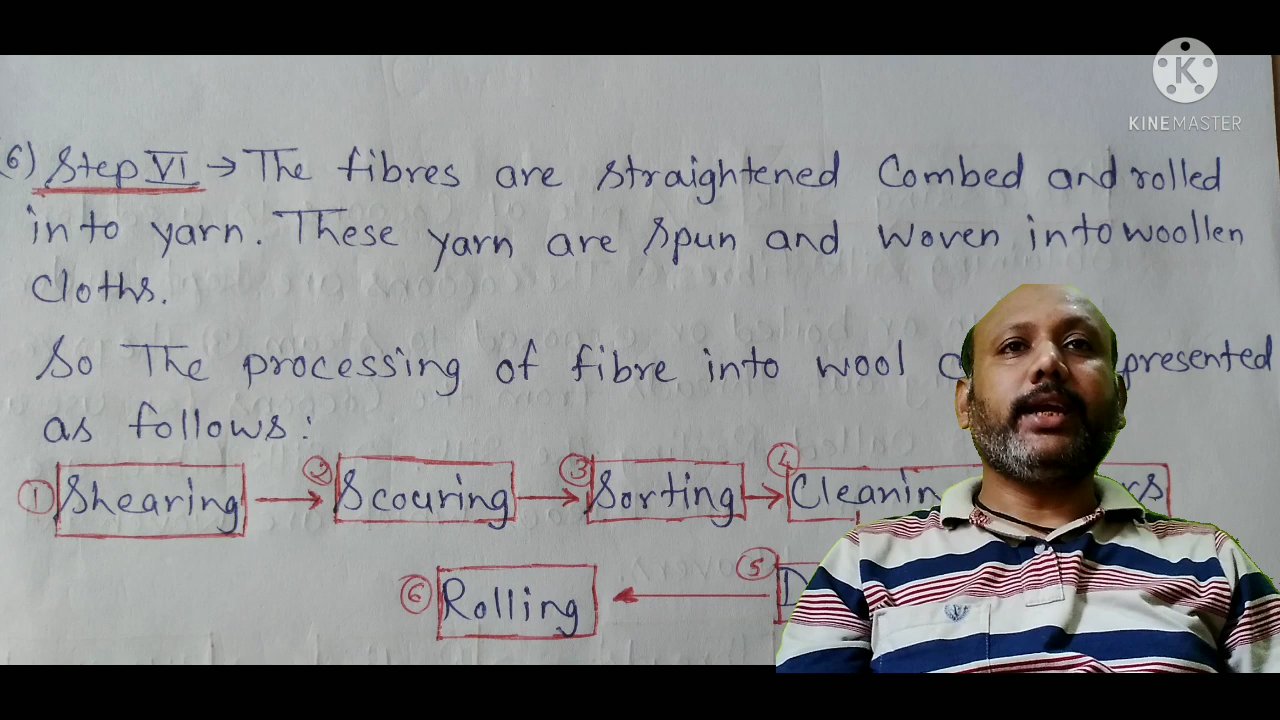 KINEMASTER
6) Step VI → The fibres are straightened Combed and rolled
into yarn. These yarn are spun and woven into woollen
cloths.
So The processing of fibre into wool presented
as follows:
① Shearing → ② Scouring → ③ Sorting → ④
⑥ Rolling ← ⑤